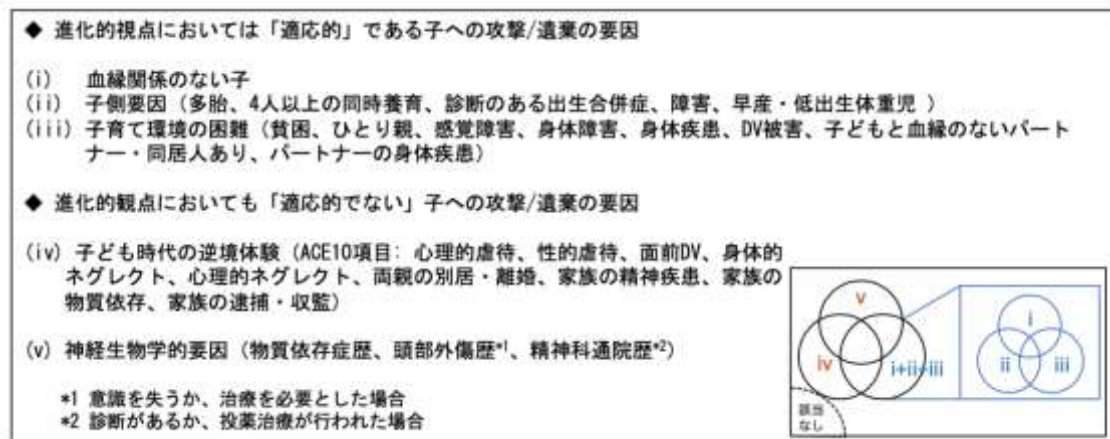 ◆ 進化的視点においては「適応的」である子への攻撃/遺棄の要因
(i) 血縁関係のない子
(ii) 子側要因（多胎、4人以上の同時養育、診断のある出生合併症、障害、早産・低出生体重児 ）
(iii) 子育て環境の困難（貧困、ひとり親、感覚障害、身体障害、身体疾患、DV被害、子どもと血縁のないパート
ナー・同居人あり、パートナーの身体疾患）
◆ 進化的観点においても「適応的でない」子への攻撃/遺棄の要因
(iv) 子ども時代の逆境体験（ACE10項目: 心理的虐待、性的虐待、面前DV、身体的
ネグレクト、心理的ネグレクト、両親の別居・離婚、家族の精神疾患、家族の
物質依存、家族の逮捕・収監）
(v) 神経生物学的要因（物質依存症歴、頭部外傷歴*1、精神科通院歴*2）
*1 意識を失うか、治療を必要とした場合
*2 診断があるか、投薬治療が行われた場合
v
iv
i+ii+iii
該当
なし
i
ii
iii